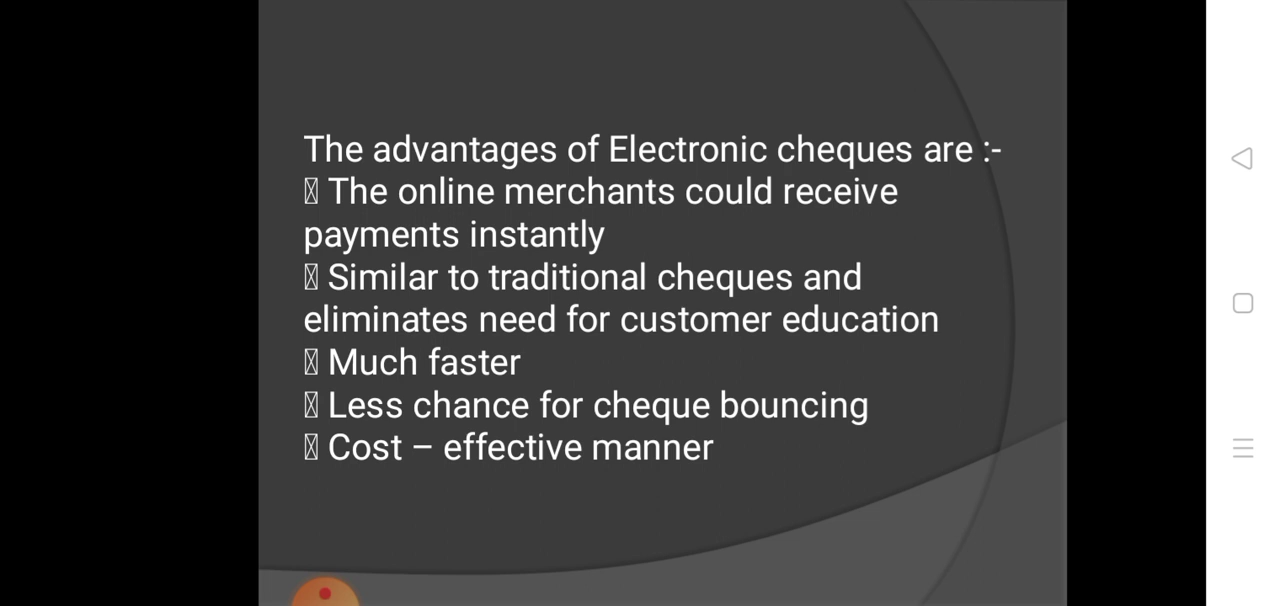 The advantages of Electronic cheques are :-
 The online merchants could receive
payments instantly
 Similar to traditional cheques and
eliminates need for customer education
 Much faster
 Less chance for cheque bouncing
 Cost – effective manner